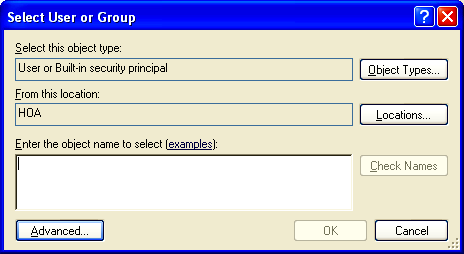 Select User or Group
Select this object type:
User or Built-in security principal
Object Types...
From this location:
HOA
Locations...
Enter the object name to select (examples):
Check Names
Advanced...
OK
Cancel